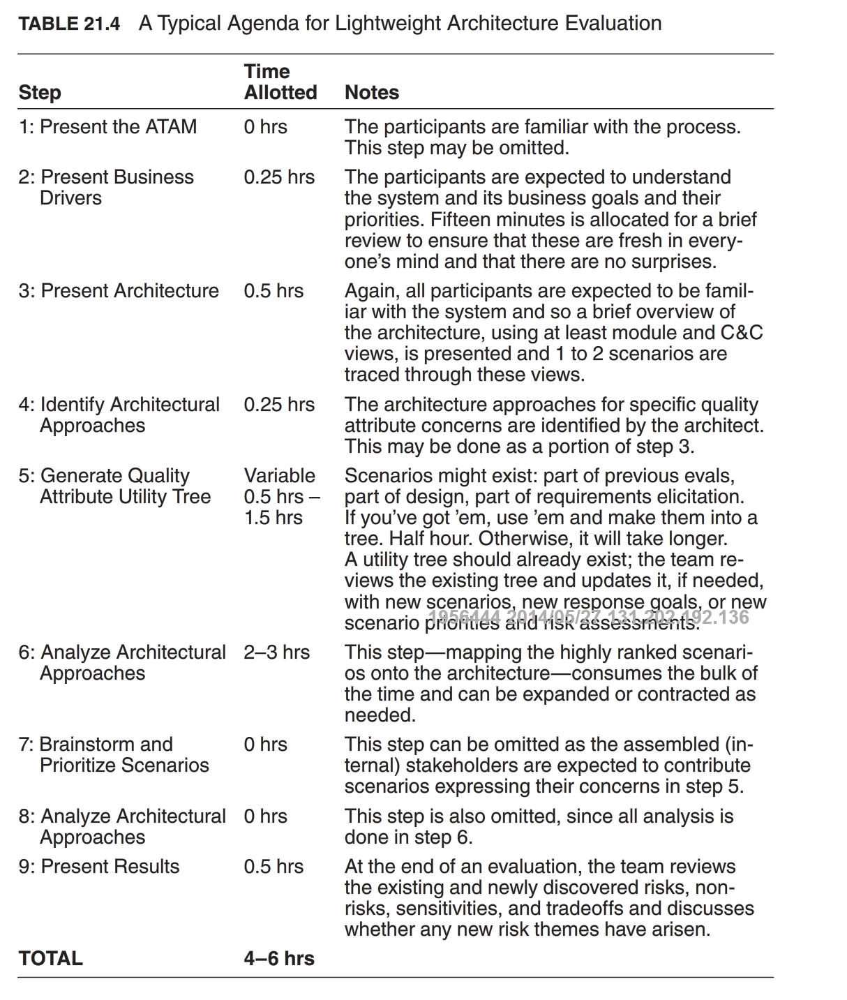 TABLE 21.4 A Typical Agenda for Lightweight Architecture Evaluation
Time
Step Allotted Notes
1: Present the ATAM 0 hrs The participants are familiar with the process.
This step may be omitted.
2: Present Business 0.25 hrs The participants are expected to understand
Drivers the system and its business goals and their
priorities. Fifteen minutes is allocated for a brief
review to ensure that these are fresh in every-
one’s mind and that there are no surprises.
3: Present Architecture 0.5 hrs Again, all participants are expected to be famil-
iar with the system and so a brief overview of
the architecture, using at least module and C&C
views, is presented and 1 to 2 scenarios are
traced through these views.
4: Identify Architectural 0.25 hrs The architecture approaches for specific quality
Approaches attribute concerns are identified by the architect.
This may be done as a portion of step 3.
5: Generate Quality Variable Scenarios might exist: part of previous evals,
Attribute Utility Tree 0.5 hrs – part of design, part of requirements elicitation.
1.5 hrs If you’ve got ’em, use ’em and make them into a
tree. Half hour. Otherwise, it will take longer.
A utility tree should already exist; the team re-
views the existing tree and updates it, if needed,
with new scenarios, new response goals, or new
1956444 2014/05/27 131.202.192.136
scenario priorities and risk assessments.
6: Analyze Architectural 2–3 hrs This step—mapping the highly ranked scenari-
Approaches os onto the architecture—consumes the bulk of
the time and can be expanded or contracted as
needed.
7: Brainstorm and 0 hrs This step can be omitted as the assembled (in-
Prioritize Scenarios ternal) stakeholders are expected to contribute
scenarios expressing their concerns in step 5.
8: Analyze Architectural 0 hrs This step is also omitted, since all analysis is
Approaches done in step 6.
9: Present Results 0.5 hrs At the end of an evaluation, the team reviews
the existing and newly discovered risks, non-
risks, sensitivities, and tradeoffs and discusses
whether any new risk themes have arisen.
TOTAL 4–6 hrs